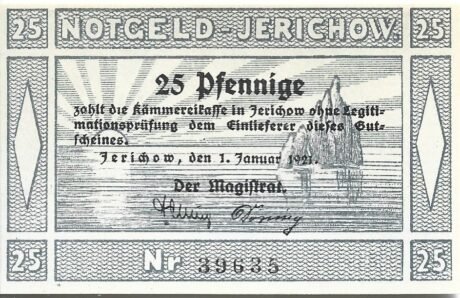 25 NOTGELD-JERICHOW. 25
25 Pfennige
zahlt die Kämmereikasse in Jerichow ohne Legiti-
mationsprüfung dem Einlieferer dieses Gut-
scheines.
Jerichow, den 1. Januar 1921.
Der Magistrat.
25 Nr 39635 25